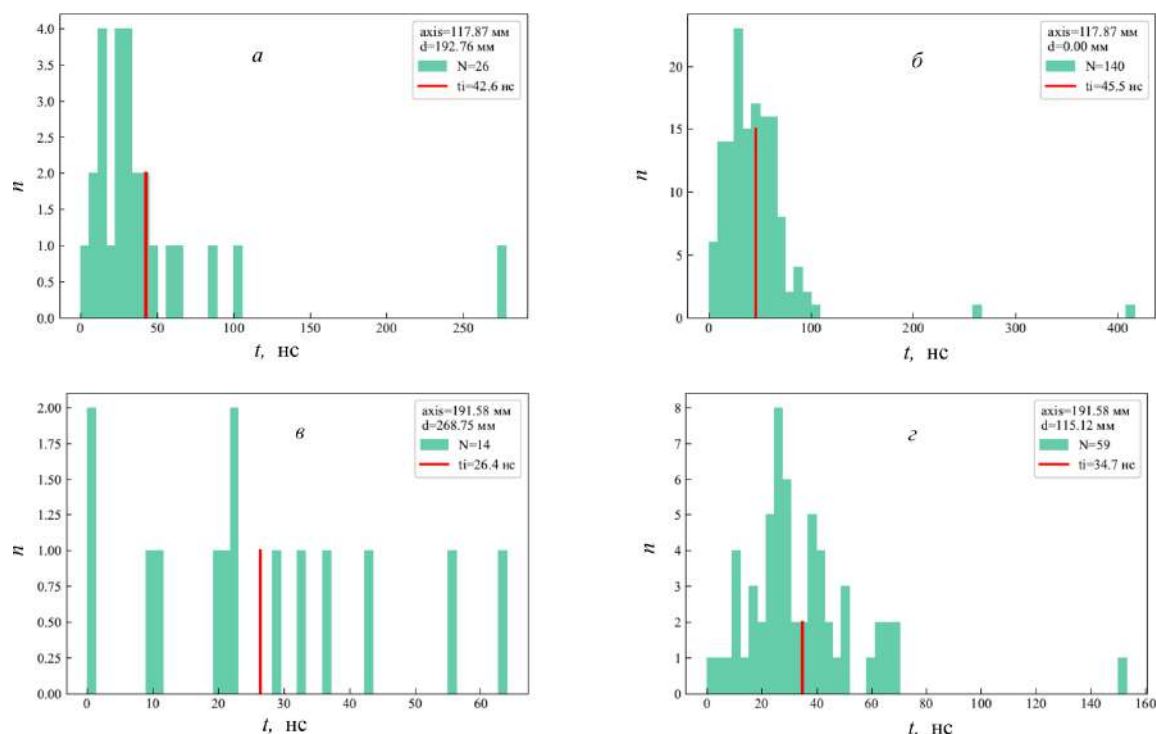 а
axis=117.87 мм
d=192.76 мм
N=26
ti=42.6 нс
n
4.0
3.5
3.0
2.5
2.0
1.5
1.0
0.5
0.0
0 50 100 150 200 250
t, нс
б
axis=117.87 мм
d=0.00 мм
N=140
ti=45.5 нс
n
20
15
10
5
0
0 100 200 300 400
t, нс
в
axis=191.58 мм
d=268.75 мм
N=14
ti=26.4 нс
n
2.00
1.75
1.50
1.25
1.00
0.75
0.50
0.25
0.00
0 10 20 30 40 50 60
t, нс
г
axis=191.58 мм
d=115.12 мм
N=59
ti=34.7 нс
n
8
7
6
5
4
3
2
1
0
0 20 40 60 80 100 120 140 160
t, нс